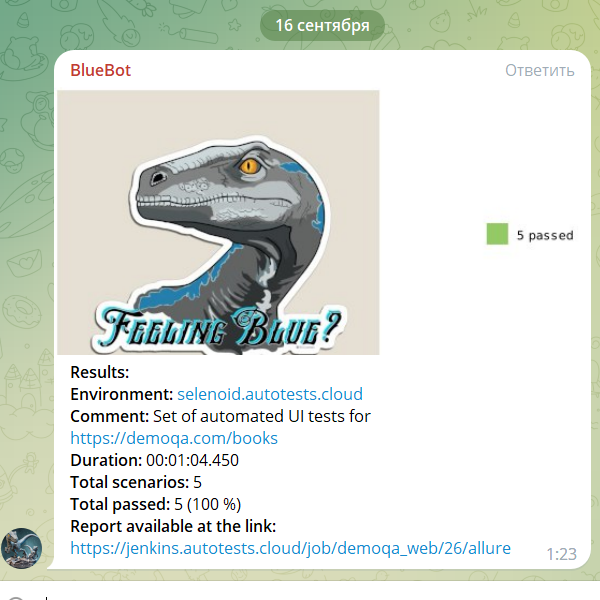 16 сентября
BlueBot
Ответить
FEELING BLUE?
5 passed
Results:
Environment: selenoid.autotests.cloud
Comment: Set of automated UI tests for
https://demoqa.com/books
Duration: 00:01:04.450
Total scenarios: 5
Total passed: 5 (100 %)
Report available at the link:
https://jenkins.autotests.cloud/job/demoqa_web/26/allure
1:23